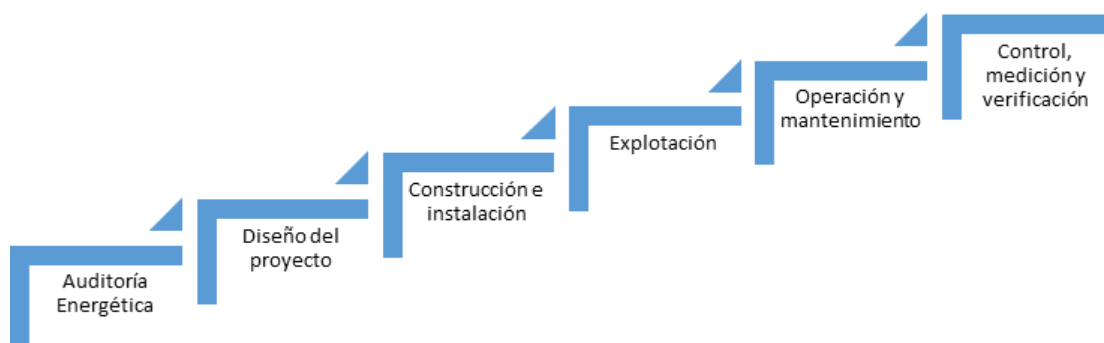 Auditoría
Energética
Diseño del
proyecto
Construcción e
instalación
Explotación
Operación y
mantenimiento
Control,
medición y
verificación